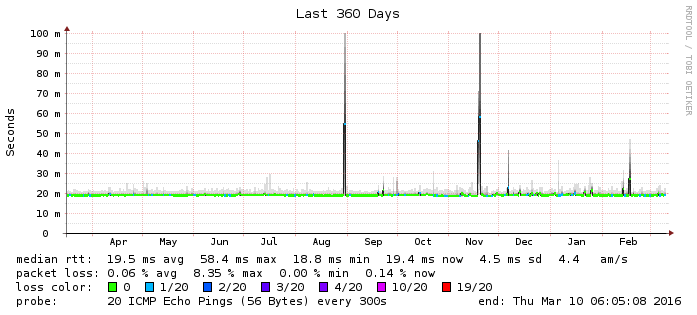 Last 360 Days
RRDTOOL / TOBI OETIKER
Seconds
100 m
90 m
80 m
70 m
60 m
50 m
40 m
30 m
20 m
10 m
0
Apr May Jun Jul Aug Sep Oct Nov Dec Jan Feb
median rtt: 19.5 ms avg 58.4 ms max 18.8 ms min 19.4 ms now 4.5 ms sd 4.4 am/s
packet loss: 0.06 % avg 8.35 % max 0.00 % min 0.14 % now
loss color: 0 1/20 2/20 3/20 4/20 10/20 19/20
probe: 20 ICMP Echo Pings (56 Bytes) every 300s end: Thu Mar 10 06:05:08 2016